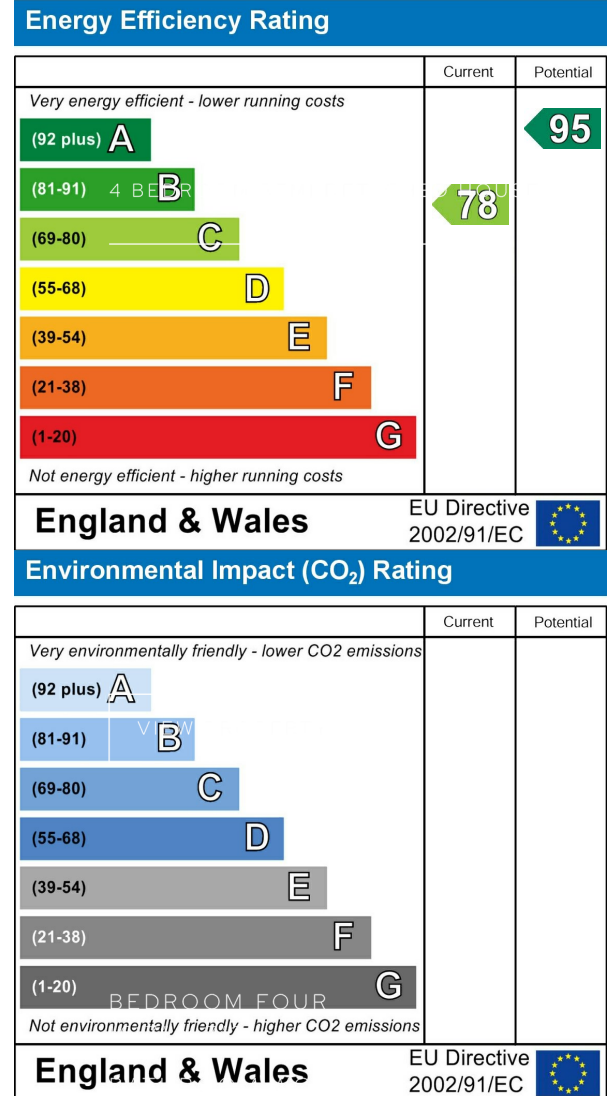 Energy Efficiency Rating
Current Potential
Very energy efficient - lower running costs
(92 plus) A
95
(81-91) B
4 BEDR HOU
78
(69-80) C
(55-68) D
(39-54) E
(21-38) F
(1-20) G
Not energy efficient - higher running costs
England & Wales
EU Directive
2002/91/EC
Environmental Impact (CO₂) Rating
Current Potential
Very environmentally friendly - lower CO2 emissions
(92 plus) A
(81-91) B
VIEW
(69-80) C
(55-68) D
(39-54) E
(21-38) F
(1-20) G
BEDROOM FOUR
Not environmentally friendly - higher CO2 emissions
England & Wales
EU Directive
2002/91/EC